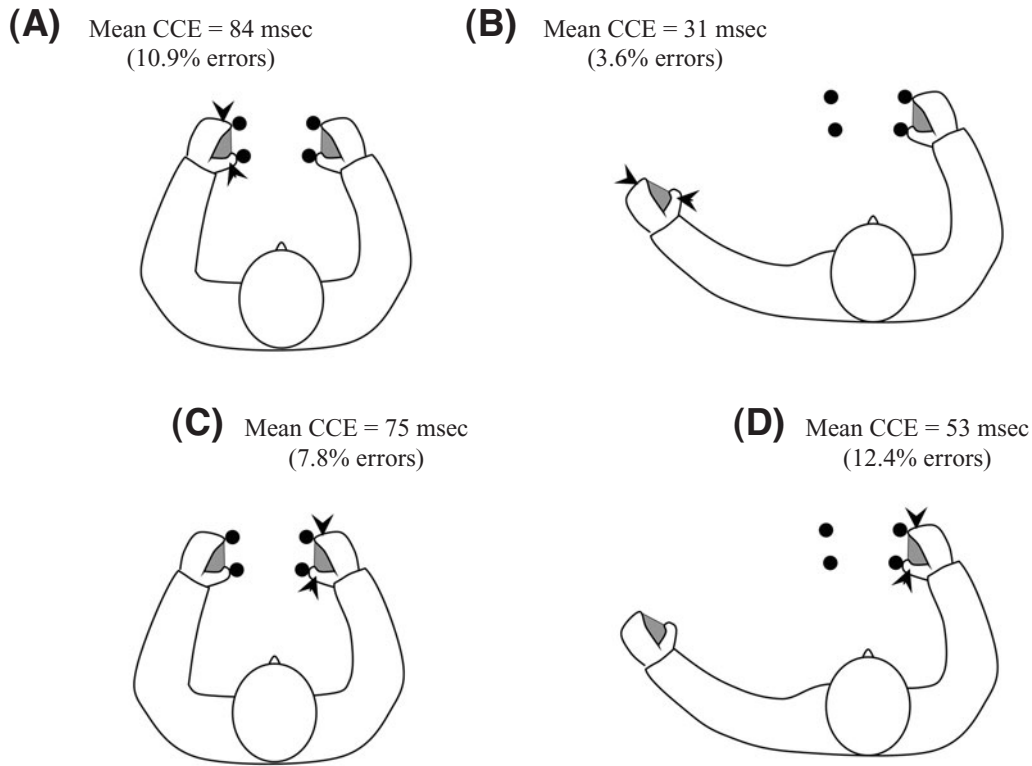 (A) Mean CCE = 84 msec
(10.9% errors)
(B) Mean CCE = 31 msec
(3.6% errors)
(C) Mean CCE = 75 msec
(7.8% errors)
(D) Mean CCE = 53 msec
(12.4% errors)